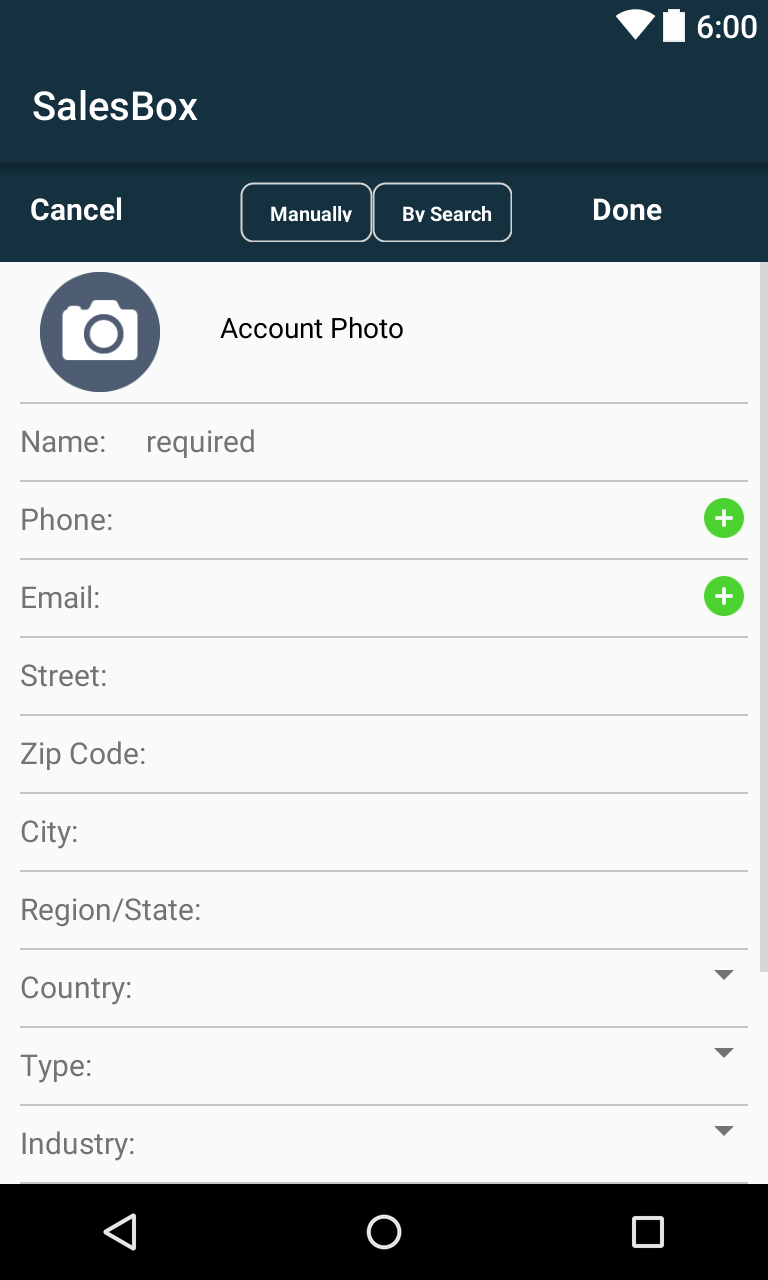 6:00
SalesBox
Cancel
Manually
By Search
Done
Account Photo
Name: required
Phone:
Email:
Street:
Zip Code:
City:
Region/State:
Country:
Type:
Industry: